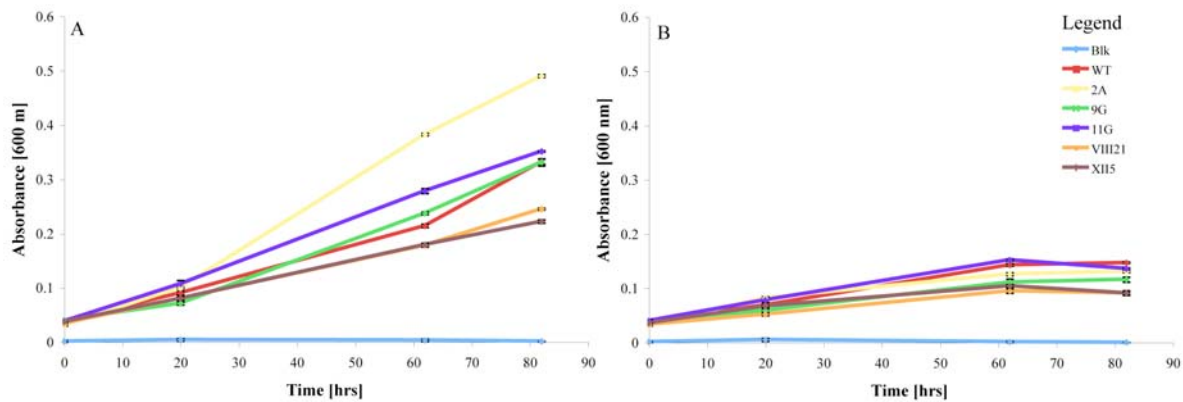 A
0.6
0.5
0.4
0.3
0.2
0.1
0
Absorbance [600 m]
0 10 20 30 40 50 60 70 80 90
Time [hrs]
B
0.6
0.5
0.4
0.3
0.2
0.1
0
Absorbance [600 nm]
0 10 20 30 40 50 60 70 80 90
Time [hrs]
Legend
Blk
WT
2A
9G
11G
VIII21
XII5